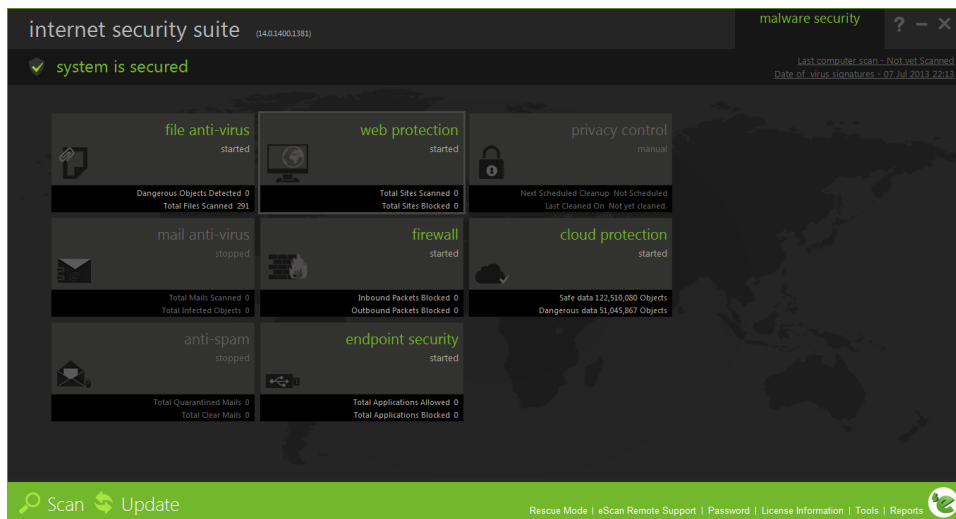 internet security suite (14.0.1400.1381)
malware security
? – ×
system is secured
Last computer scan - Not yet Scanned
Date of virus signatures - 07 Jul 2013 22:13
file anti-virus
started
Dangerous Objects Detected 0
Total Files Scanned 291
web protection
started
Total Sites Scanned 0
Total Sites Blocked 0
privacy control
manual
Next Scheduled Cleanup Not Scheduled
Last Cleaned On Not yet cleaned.
mail anti-virus
stopped
Total Mails Scanned 0
Total Infected Objects 0
firewall
started
Inbound Packets Blocked 0
Outbound Packets Blocked 0
cloud protection
started
Safe data 122,510,080 Objects
Dangerous data 51,045,867 Objects
anti-spam
stopped
Total Quarantined Mails 0
Total Clear Mails 0
endpoint security
started
Total Applications Allowed 0
Total Applications Blocked 0
Scan Update
Rescue Mode | eScan Remote Support | Password | License Information | Tools | Reports